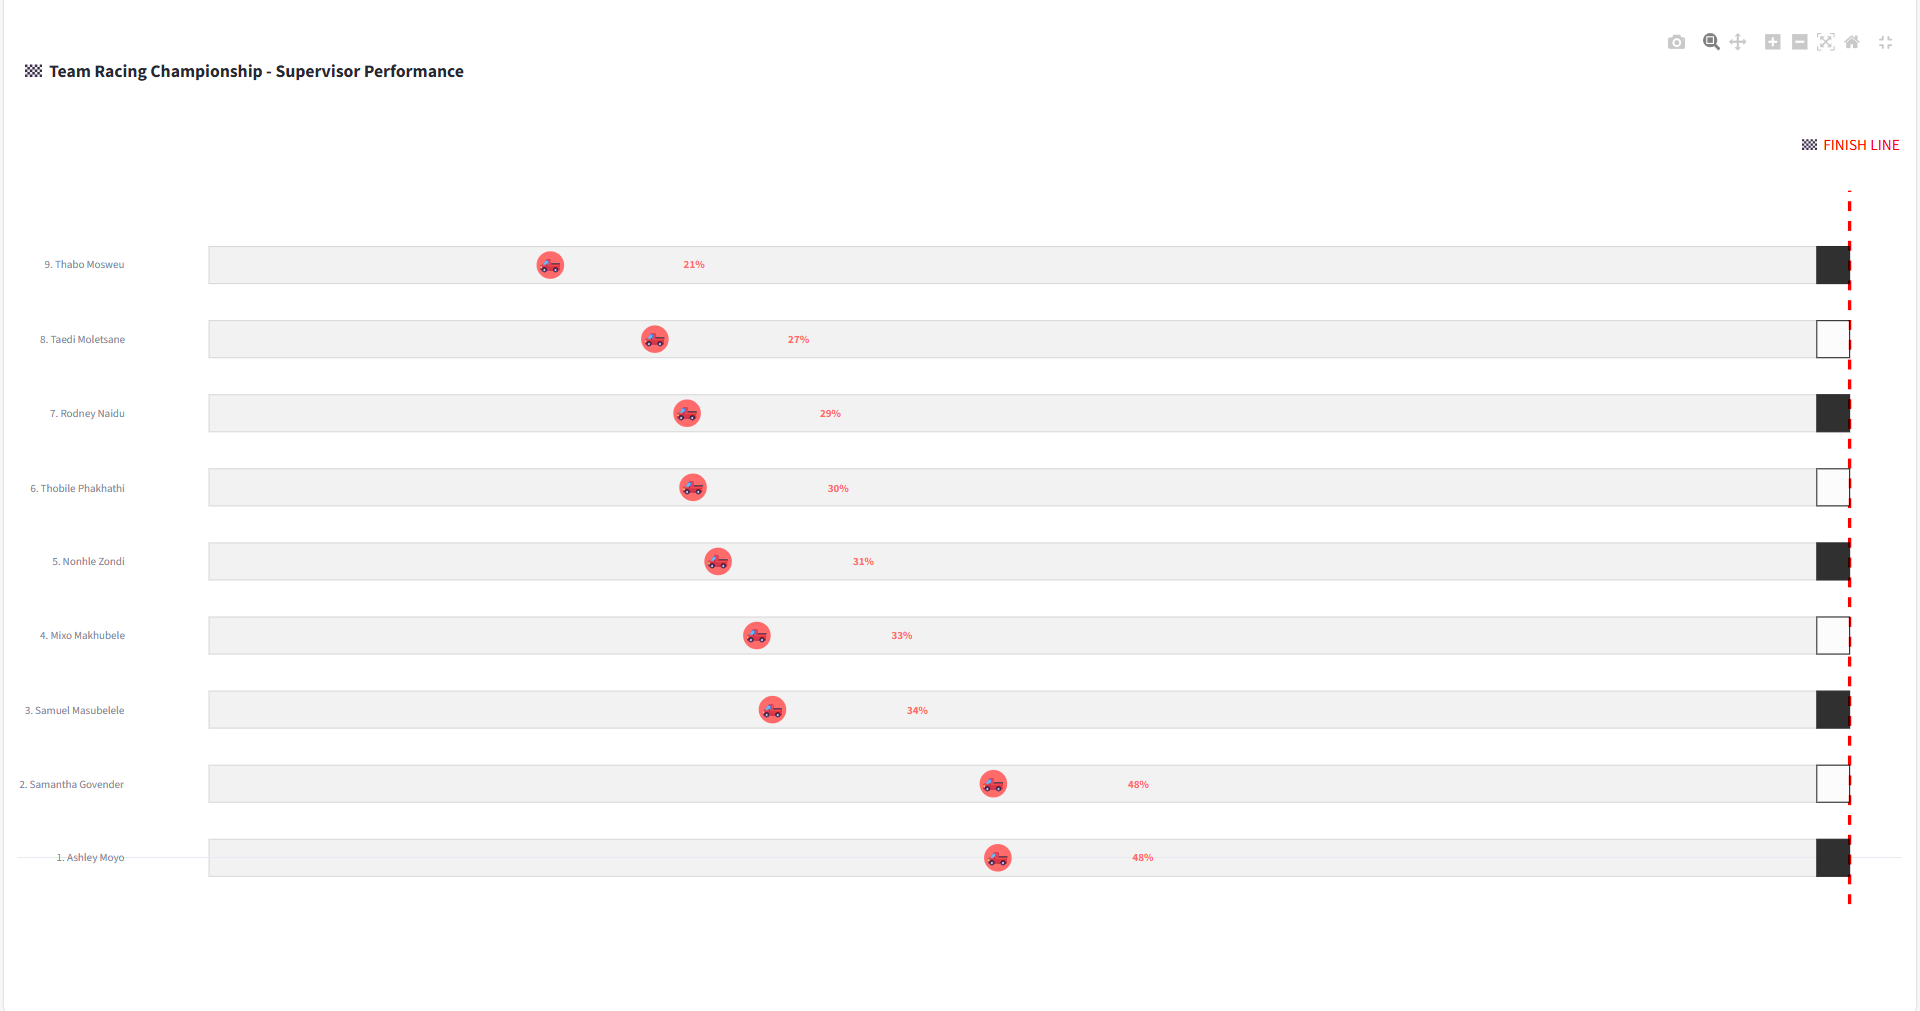 Team Racing Championship - Supervisor Performance
FINISH LINE
9. Thabo Mosweu 21%
8. Taedi Moletsane 27%
7. Rodney Naidu 29%
6. Thobile Phakhathi 30%
5. Nonhle Zondi 31%
4. Mixo Makhubele 33%
3. Samuel Masubelele 34%
2. Samantha Govender 48%
1. Ashley Moyo 48%